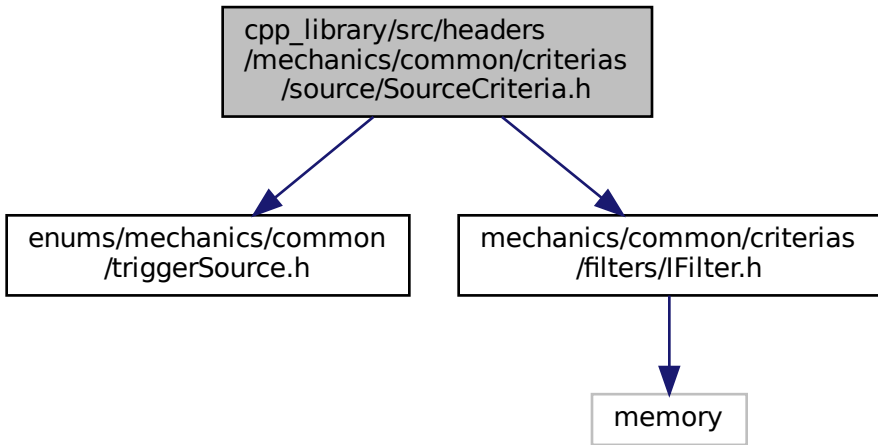 cpp_library/src/headers
/mechanics/common/criterias
/source/SourceCriteria.h
enums/mechanics/common
/triggerSource.h
mechanics/common/criterias
/filters/IFilter.h
memory